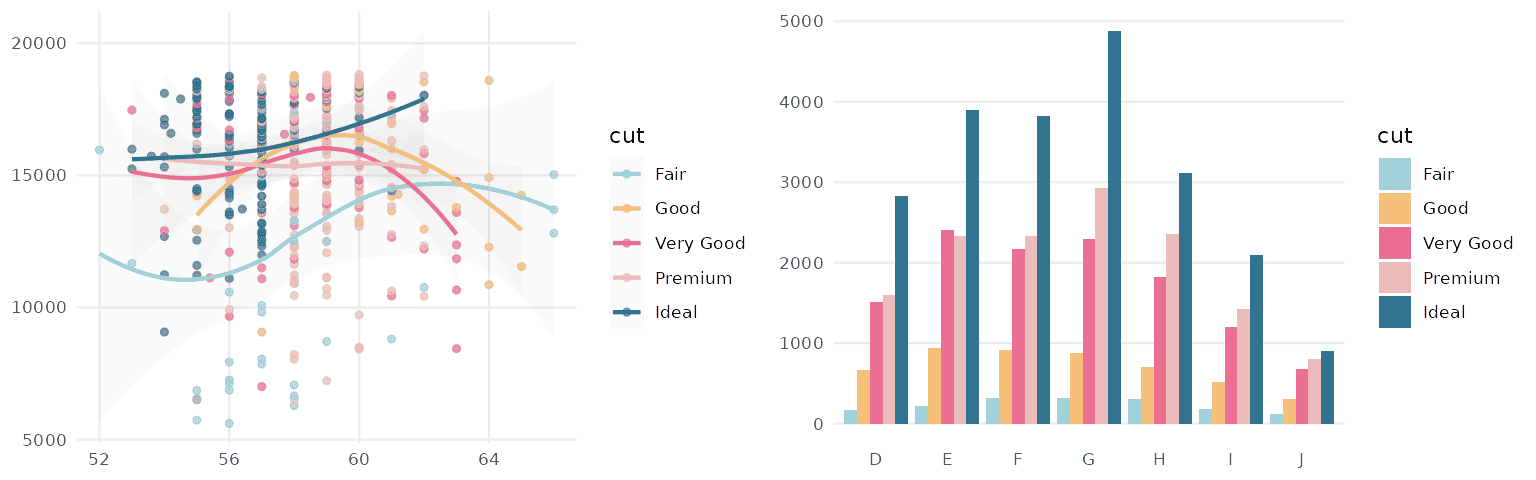 20000
15000
10000
5000
52 56 60 64
cut
Fair
Good
Very Good
Premium
Ideal
5000
4000
3000
2000
1000
0
D E F G H I J
cut
Fair
Good
Very Good
Premium
Ideal